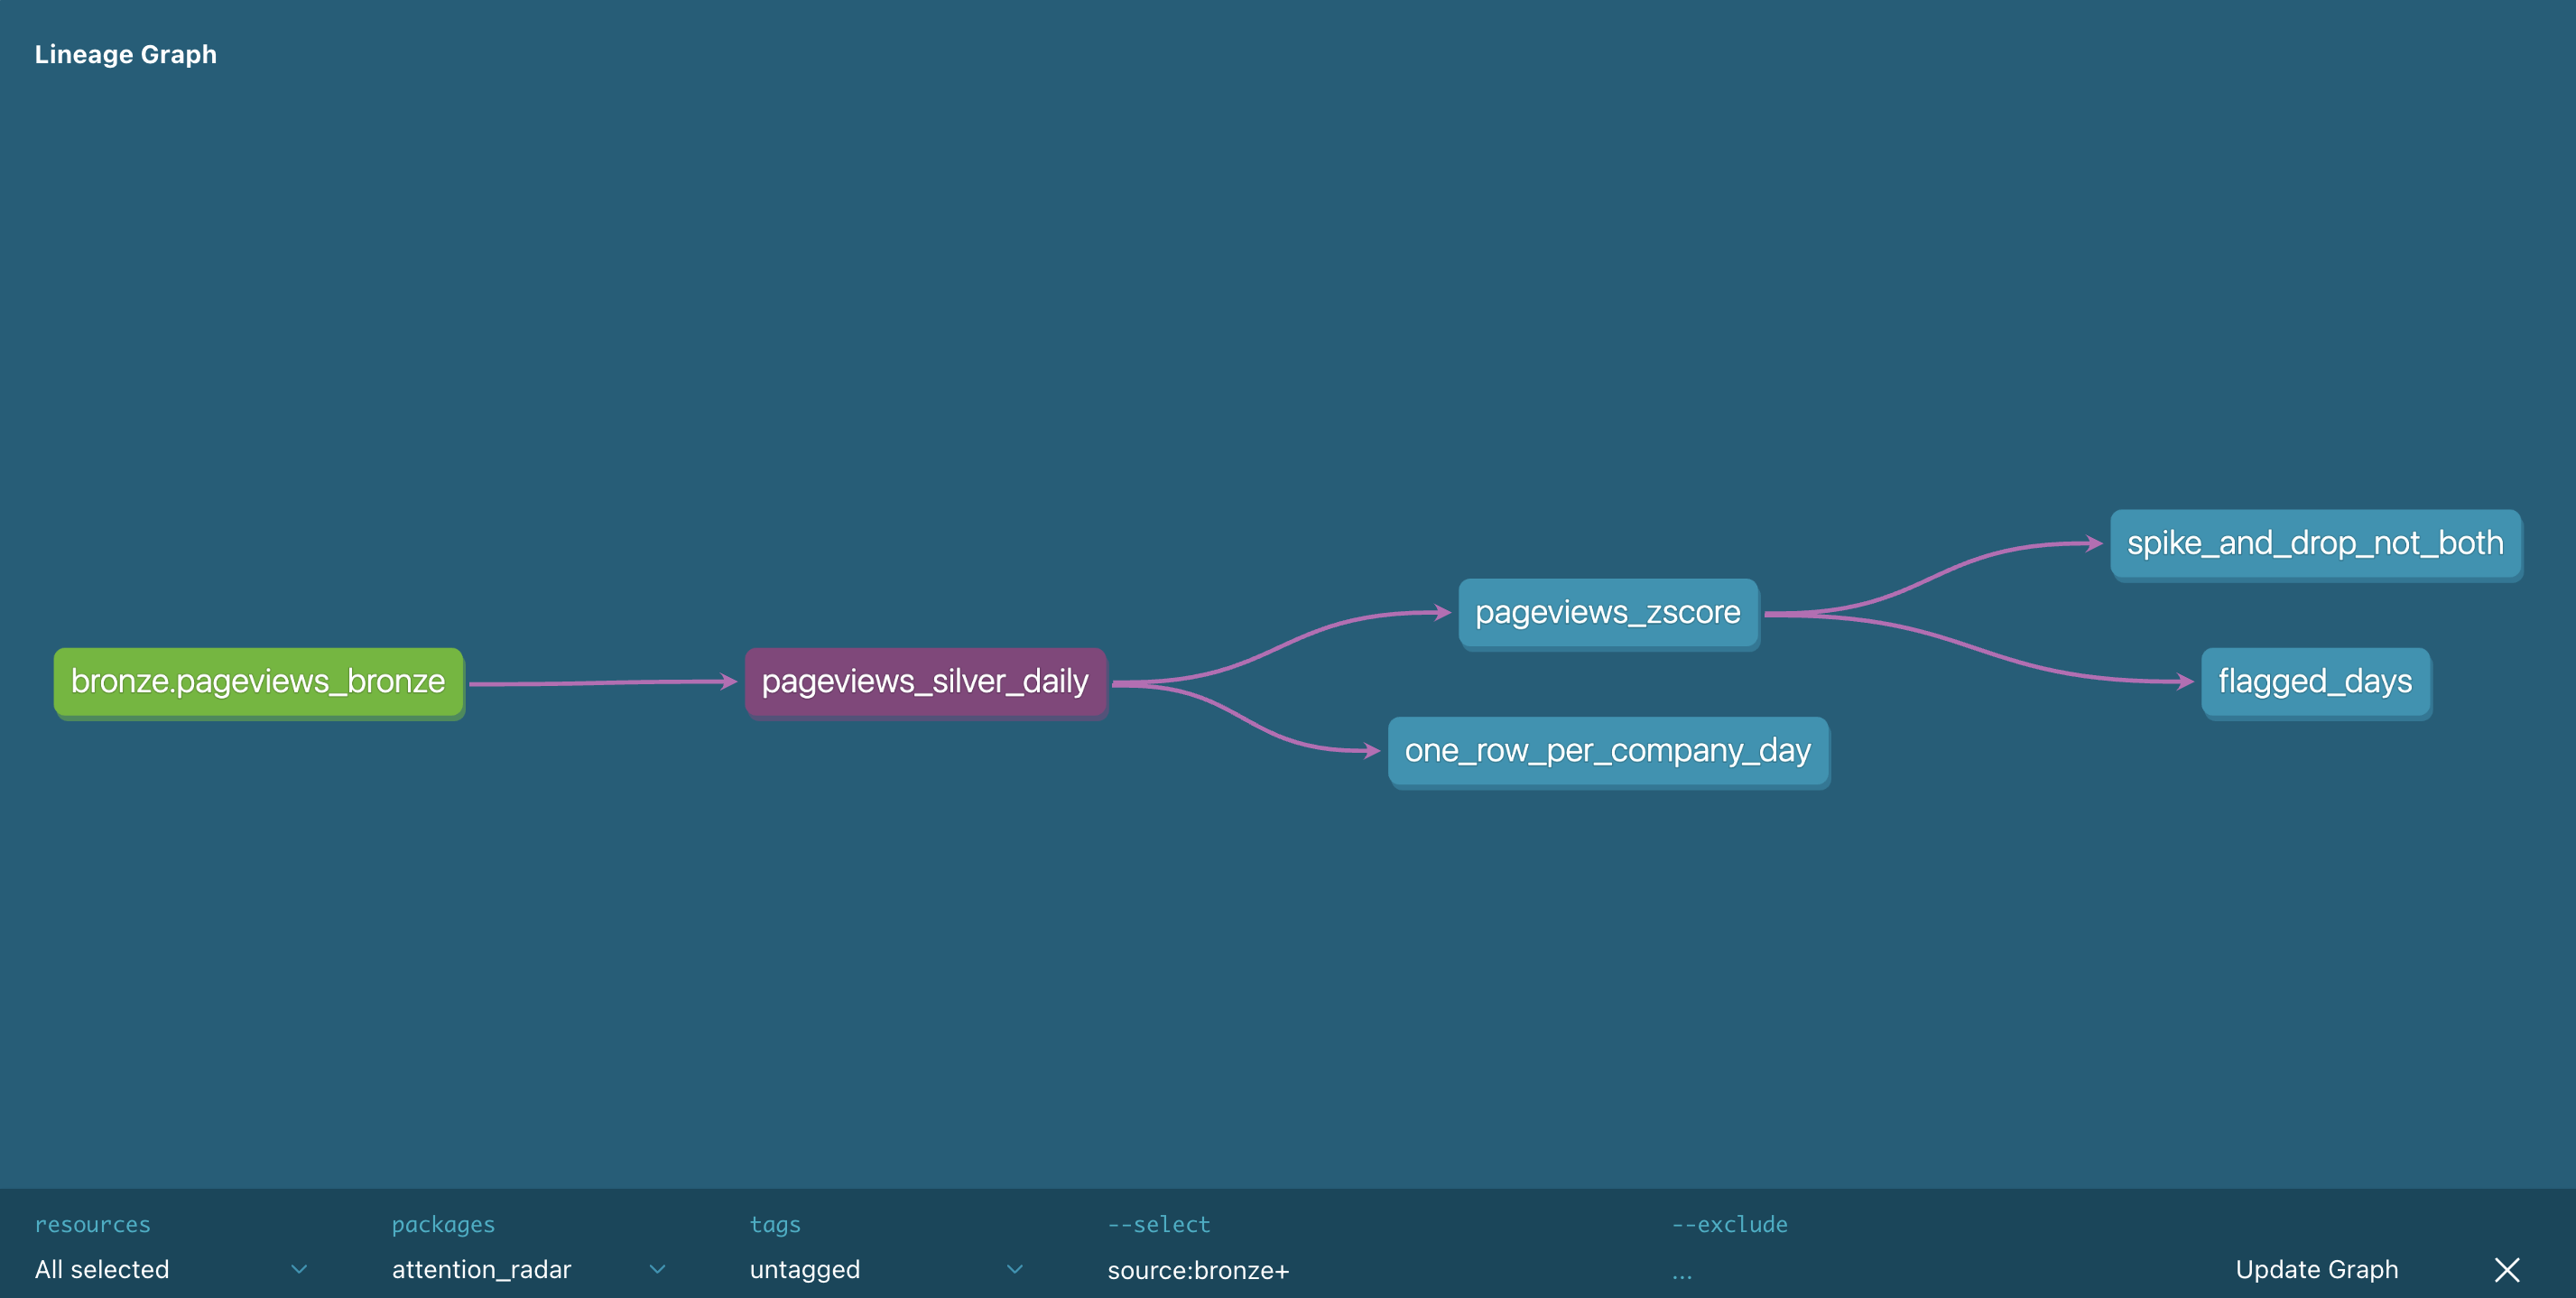 Lineage Graph
spike_and_drop_not_both
pageviews_zscore
bronze.pageviews_bronze
pageviews_silver_daily
flagged_days
one_row_per_company_day
resources
packages
tags
--select
--exclude
All selected
attention_radar
untagged
source:bronze+
...
Update Graph